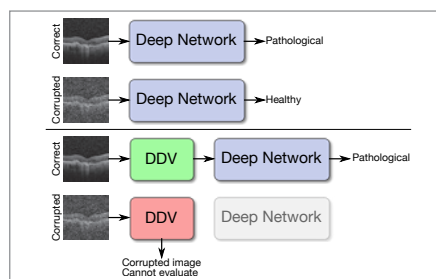 Correct
Deep Network
Pathological
Corrupted
Deep Network
Healthy
Correct
DDV
Deep Network
Pathological
Corrupted
DDV
Deep Network
Corrupted image
Cannot evaluate